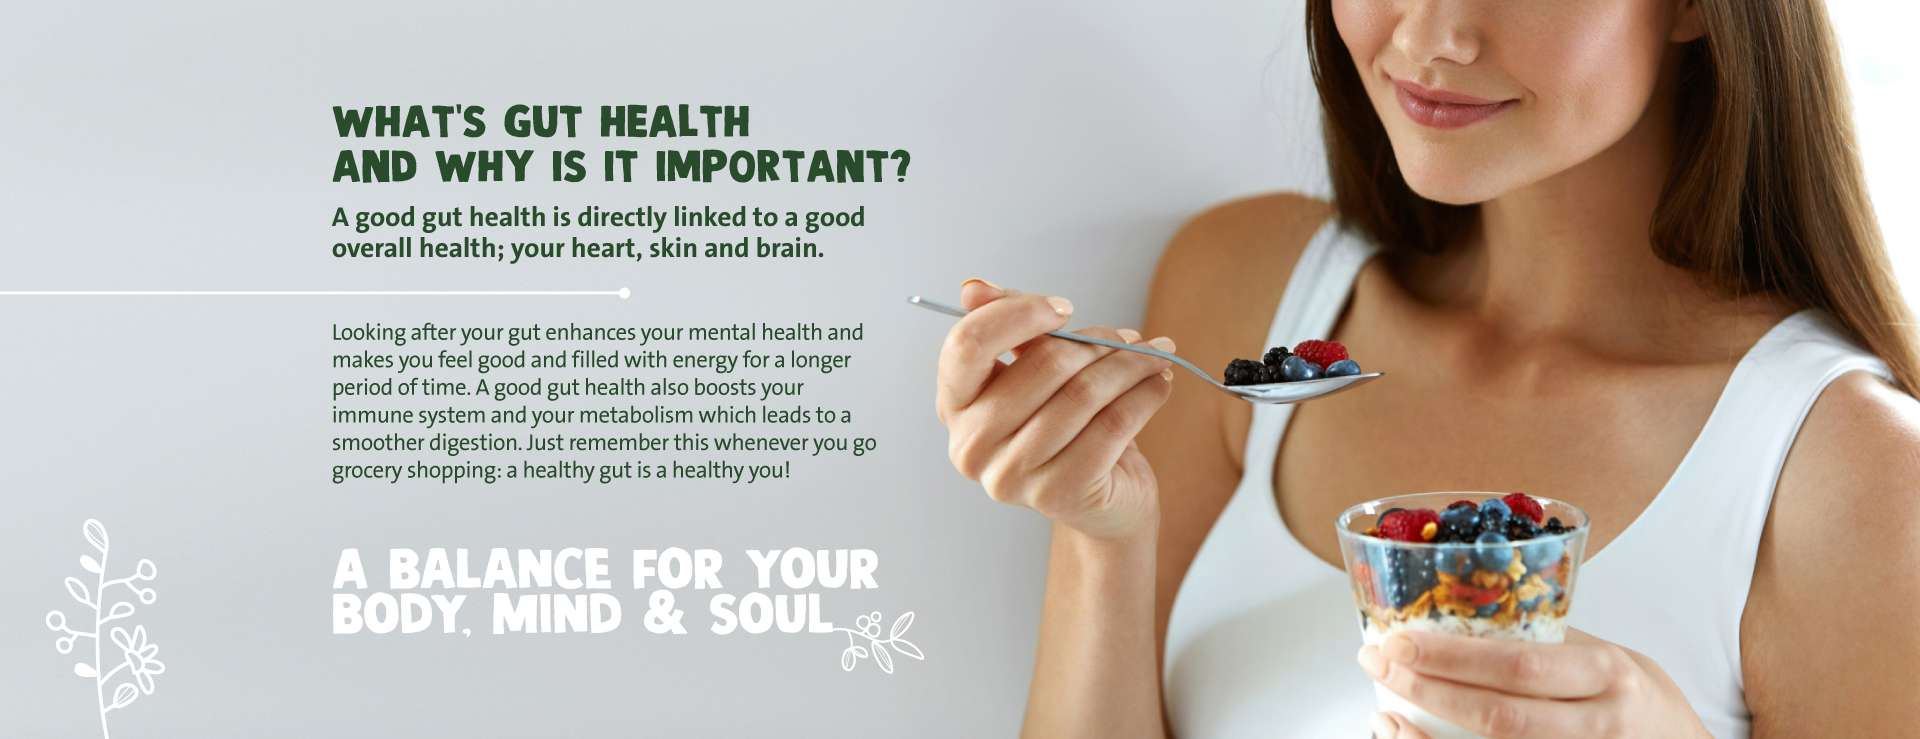 WHAT'S GUT HEALTH
AND WHY IS IT IMPORTANT?
A good gut health is directly linked to a good
overall health; your heart, skin and brain.
Looking after your gut enhances your mental health and
makes you feel good and filled with energy for a longer
period of time. A good gut health also boosts your
immune system and your metabolism which leads to a
smoother digestion. Just remember this whenever you go
grocery shopping: a healthy gut is a healthy you!
A BALANCE FOR YOUR
BODY, MIND & SOUL